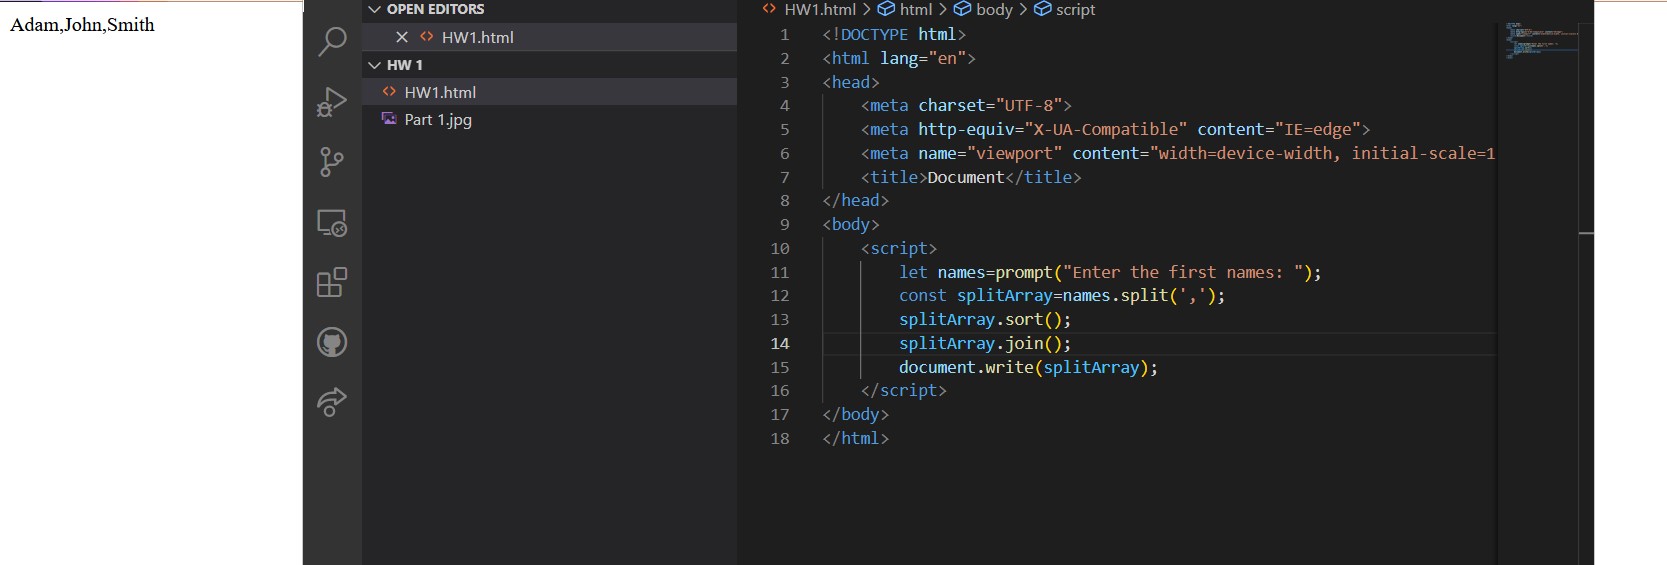 Adam,John,Smith
OPEN EDITORS
HW1.html
HW 1
HW1.html
Part 1.jpg
HW1.html > html > body > script
1 <!DOCTYPE html>
2 <html lang="en">
3 <head>
4 <meta charset="UTF-8">
5 <meta http-equiv="X-UA-Compatible" content="IE=edge">
6 <meta name="viewport" content="width=device-width, initial-scale=1
7 <title>Document</title>
8 </head>
9 <body>
10 <script>
11 let names=prompt("Enter the first names: ");
12 const splitArray=names.split(',');
13 splitArray.sort();
14 splitArray.join();
15 document.write(splitArray);
16 </script>
17 </body>
18 </html>